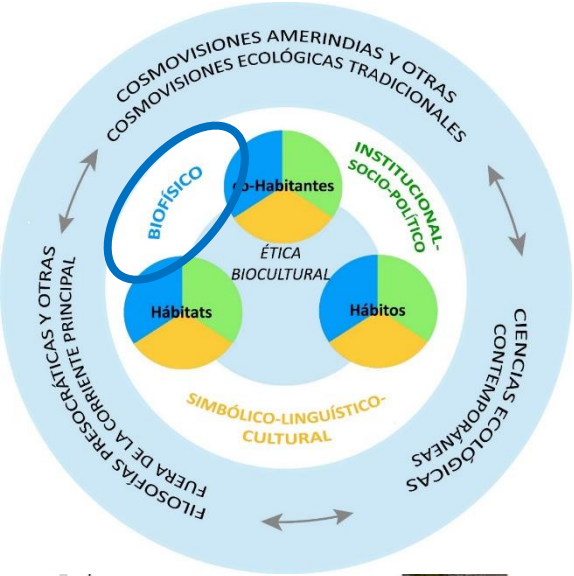 COSMOVISIONES AMERINDIAS Y OTRAS
COSMOVISIONES ECOLÓGICAS TRADICIONALES
BIOFÍSICO
INSTITUCIONAL-
SOCIO-POLÍTICO
co-Habitantes
ÉTICA
BIOCULTURAL
Hábitats
Hábitos
SIMBÓLICO-LINGUÍSTICO-
CULTURAL
FILOSOFÍAS PRESOCRÁTICAS Y OTRAS
FUERA DE LA CORRIENTE PRINCIPAL
CIENCIAS ECOLÓGICAS
CONTEMPORÁNEAS